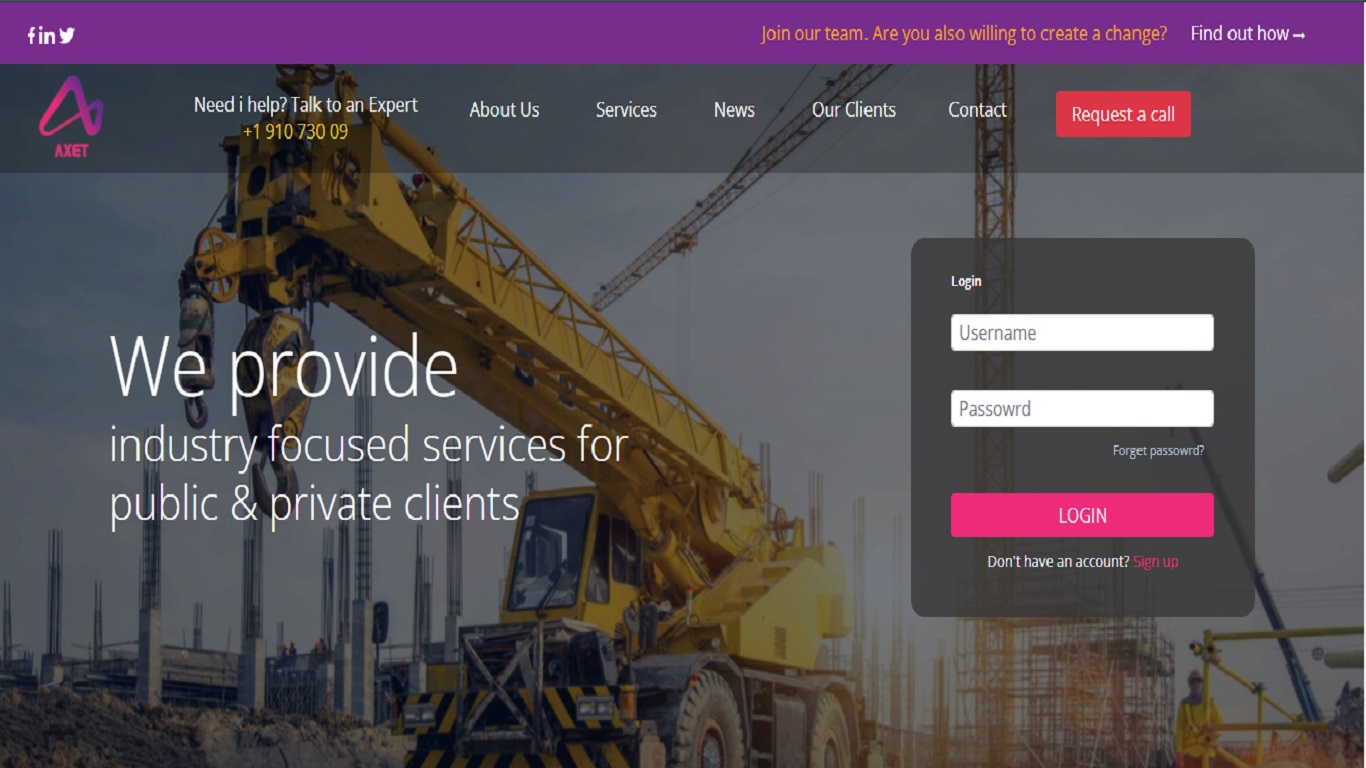 Join our team. Are you also willing to create a change? Find out how →
AXET
Need i help? Talk to an Expert
+1 910 730 09
About Us
Services
News
Our Clients
Contact
Request a call
We provide
industry focused services for
public & private clients
Login
Username
Passowrd
Forget passowrd?
LOGIN
Don't have an account? Sign up